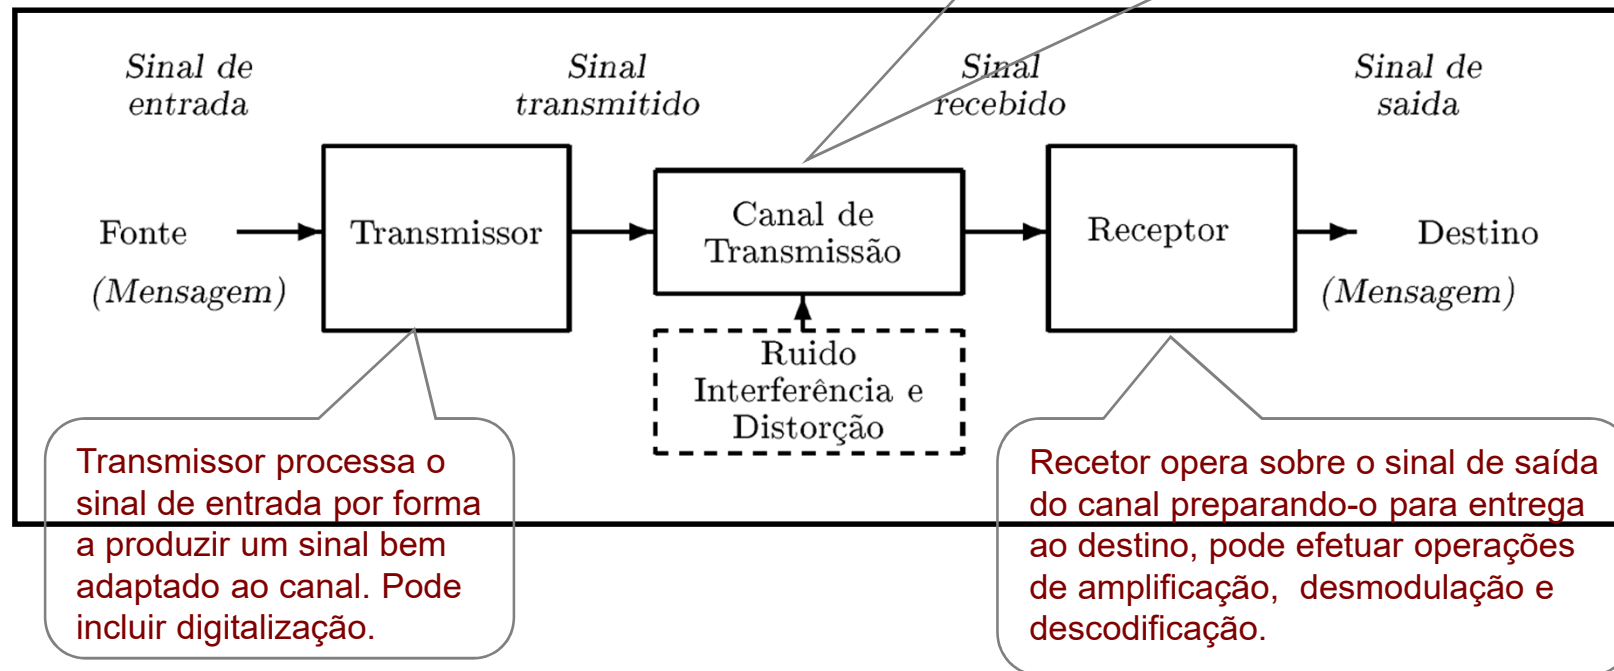 Sinal de
entrada
Sinal
transmitido
Sinal
recebido
Sinal de
saida
Fonte
(Mensagem)
Transmissor
Canal de
Transmissão
Receptor
Destino
(Mensagem)
Ruido
Interferência e
Distorção
Transmissor processa o
sinal de entrada por forma
a produzir um sinal bem
adaptado ao canal. Pode
incluir digitalização.
Recetor opera sobre o sinal de saída
do canal preparando-o para entrega
ao destino, pode efetuar operações
de amplificação, desmodulação e
descodificação.